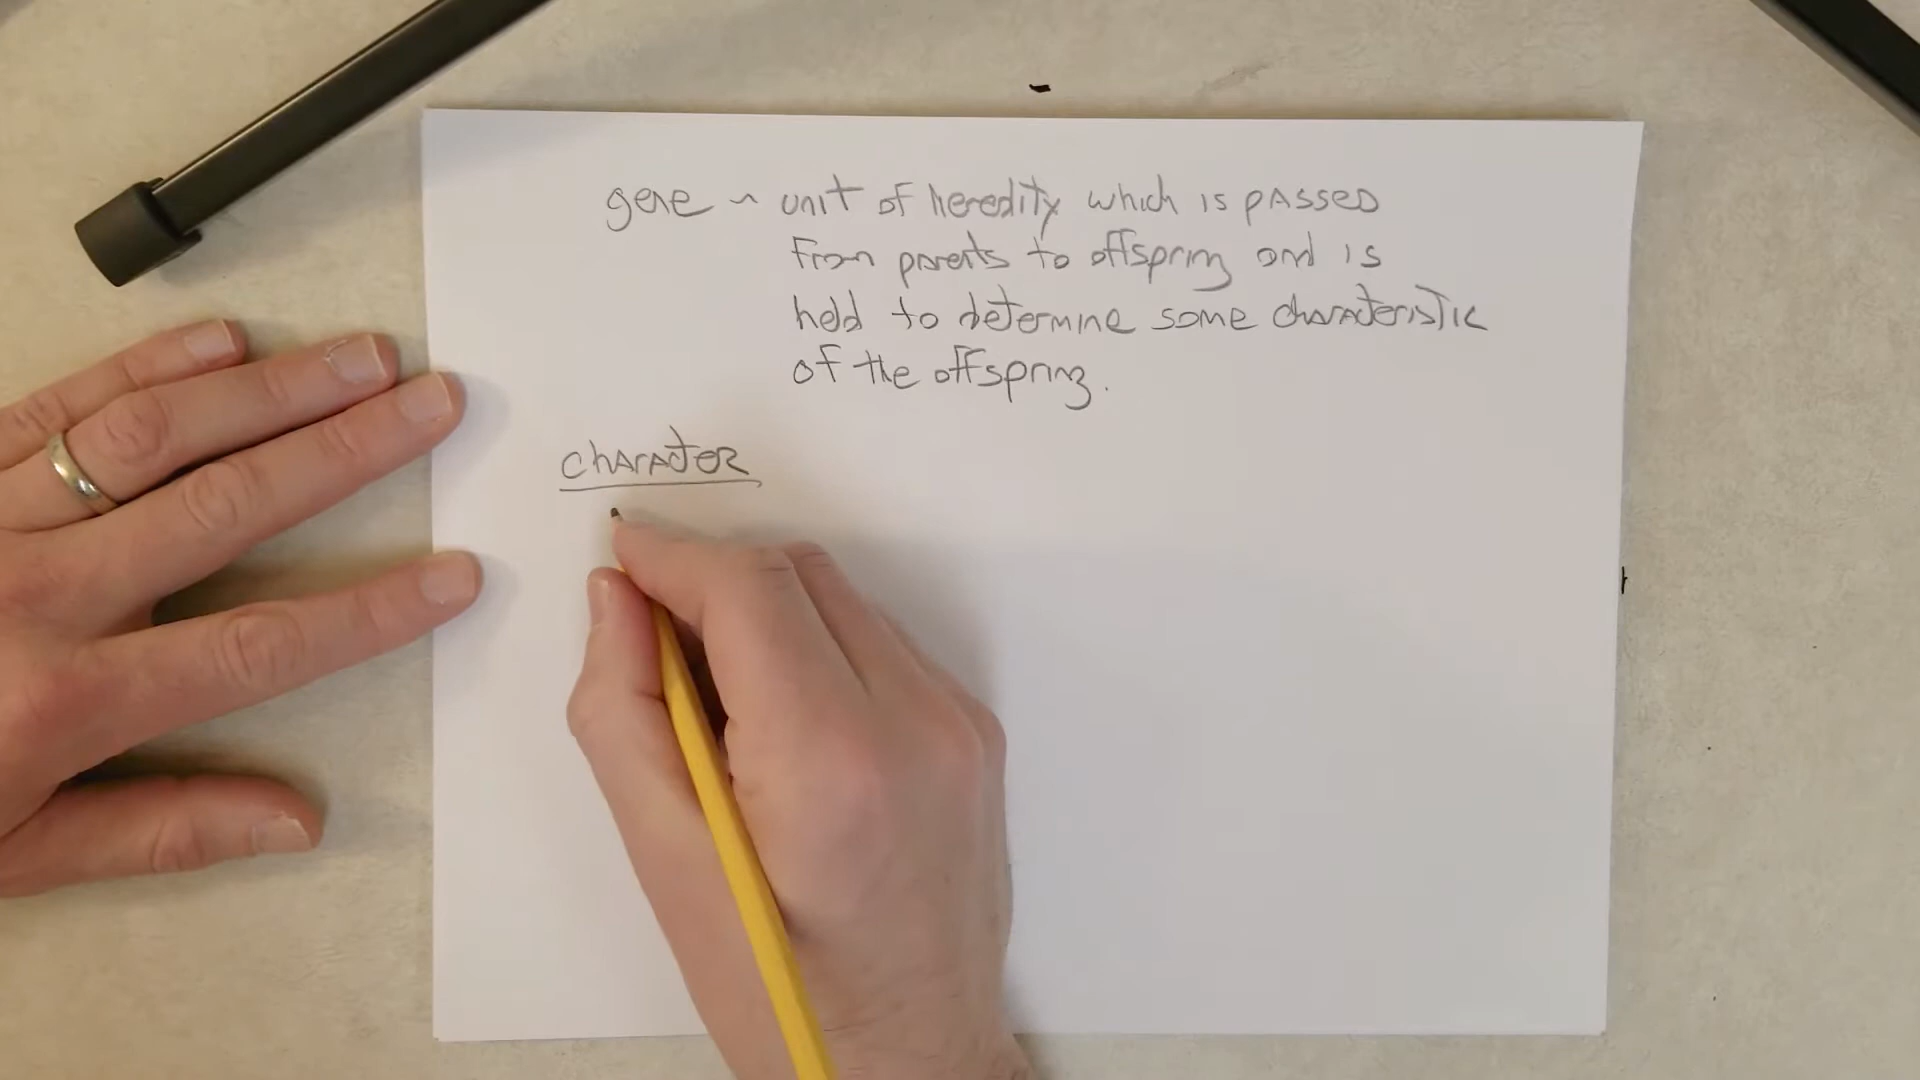 gene ~ unit of heredity which is passed
from parents to offspring and is
held to determine some characteristic
of the offspring.
character